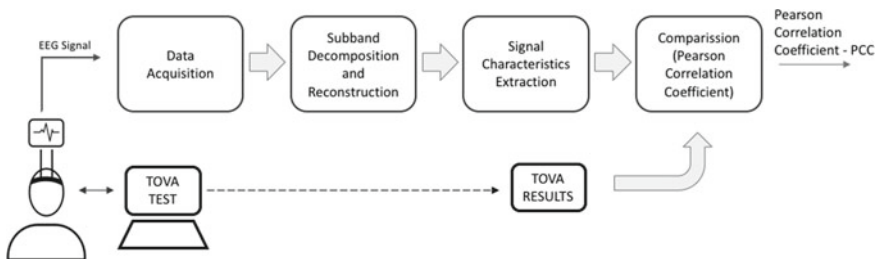 EEG Signal
Data
Acquisition
Subband
Decomposition
and
Reconstruction
Signal
Characteristics
Extraction
Comparission
(Pearson
Correlation
Coefficient)
Pearson
Correlation
Coefficient - PCC
TOVA
TEST
TOVA
RESULTS